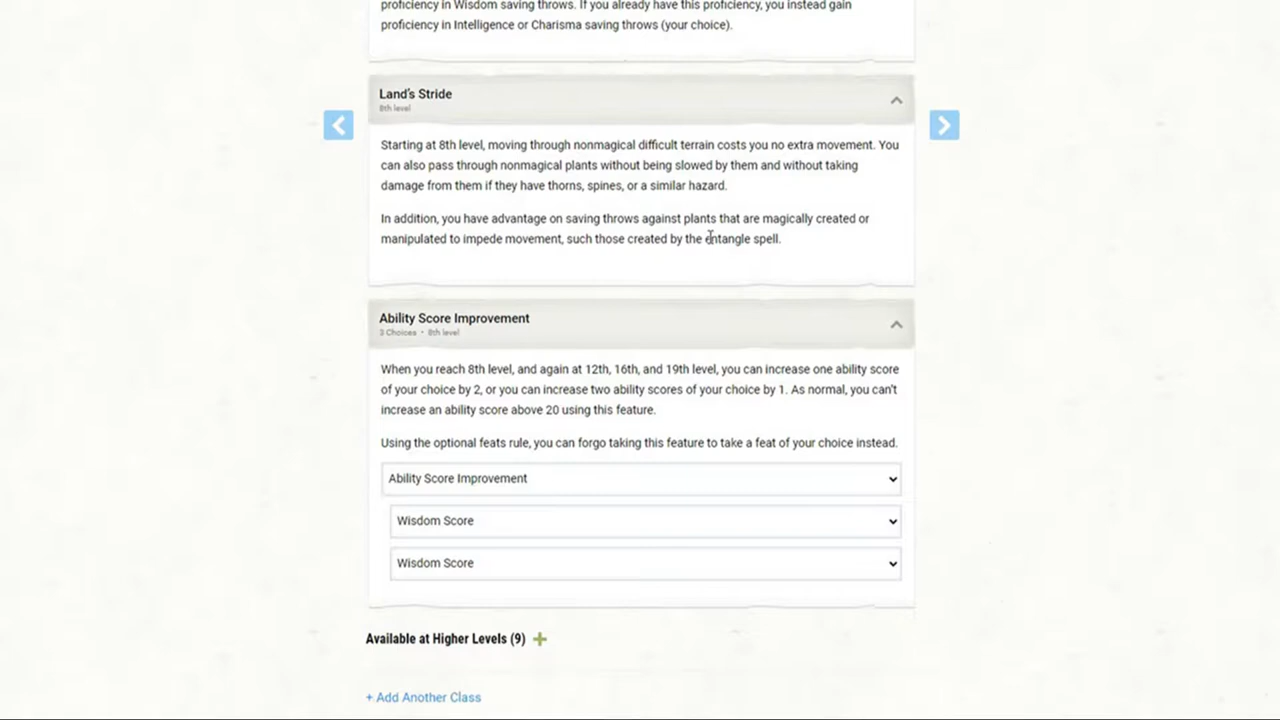 proficiency in Wisdom saving throws. If you already have this proficiency, you instead gain
proficiency in Intelligence or Charisma saving throws (your choice).
Land's Stride
8th level
Starting at 8th level, moving through nonmagical difficult terrain costs you no extra movement. You
can also pass through nonmagical plants without being slowed by them and without taking
damage from them if they have thorns, spines, or a similar hazard.
In addition, you have advantage on saving throws against plants that are magically created or
manipulated to impede movement, such those created by the entangle spell.
Ability Score Improvement
3 Choices • 8th level
When you reach 8th level, and again at 12th, 16th, and 19th level, you can increase one ability score
of your choice by 2, or you can increase two ability scores of your choice by 1. As normal, you can't
increase an ability score above 20 using this feature.
Using the optional feats rule, you can forgo taking this feature to take a feat of your choice instead.
Ability Score Improvement
Wisdom Score
Wisdom Score
Available at Higher Levels (9)
+ Add Another Class